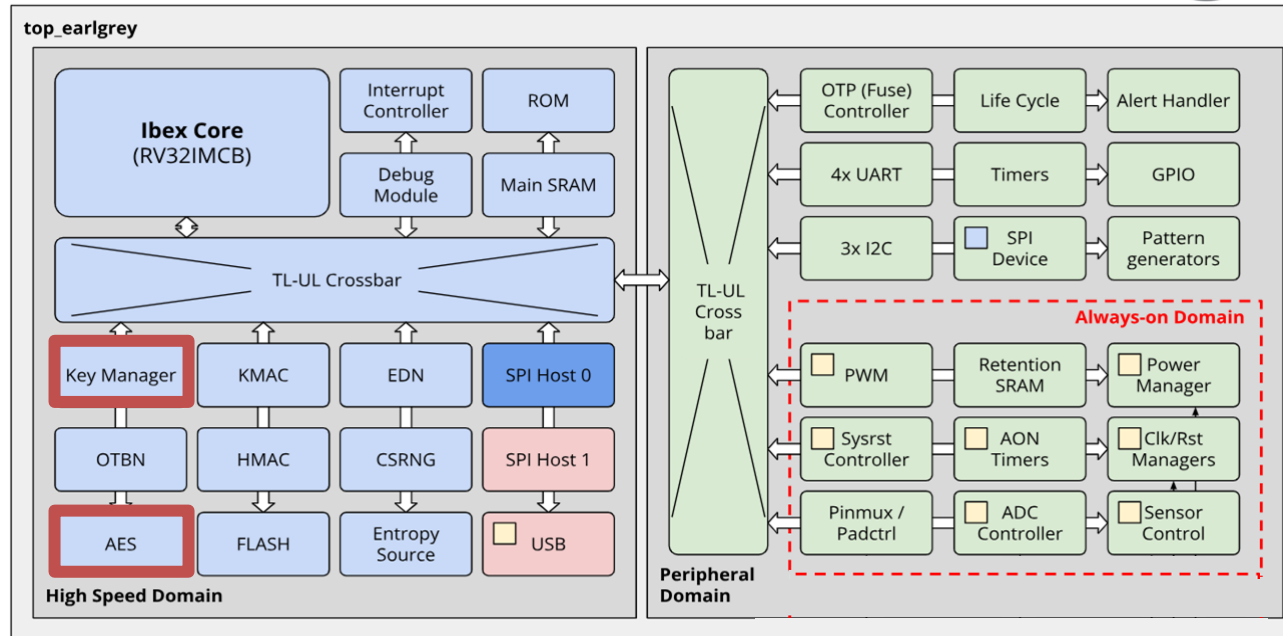 top_earlgrey
Ibex Core
(RV32IMCB)
Interrupt
Controller
ROM
Debug
Module
Main SRAM
TL-UL Crossbar
Key Manager
KMAC
EDN
SPI Host 0
OTBN
HMAC
CSRNG
SPI Host 1
AES
FLASH
Entropy
Source
USB
High Speed Domain
TL-UL
Cross
bar
OTP (Fuse)
Controller
Life Cycle
Alert Handler
4x UART
Timers
GPIO
3x I2C
SPI
Device
Pattern
generators
Always-on Domain
PWM
Retention
SRAM
Power
Manager
Sysrst
Controller
AON
Timers
Clk/Rst
Managers
Pinmux /
Padctrl
ADC
Controller
Sensor
Control
Peripheral
Domain